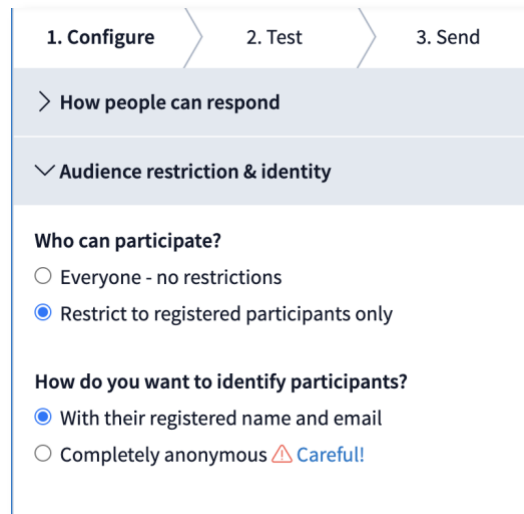 1. Configure 2. Test 3. Send
How people can respond
Audience restriction & identity
Who can participate?
Everyone - no restrictions
Restrict to registered participants only
How do you want to identify participants?
With their registered name and email
Completely anonymous Careful!